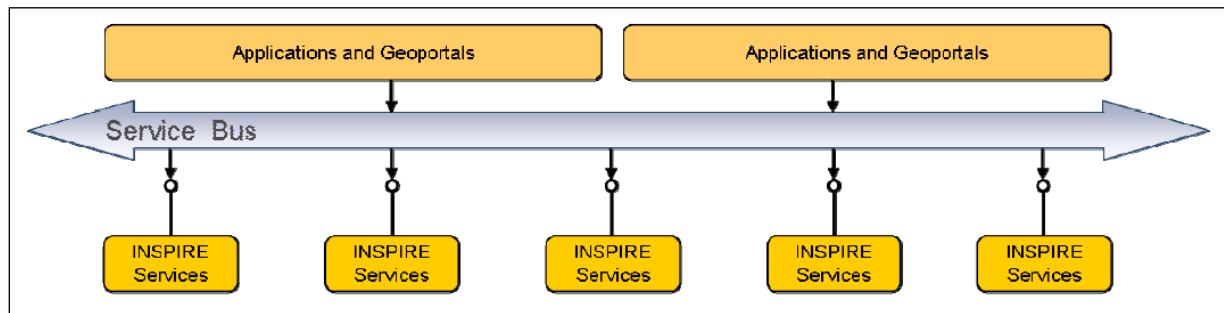 Applications and Geoportals
Applications and Geoportals
Service Bus
INSPIRE
Services
INSPIRE
Services
INSPIRE
Services
INSPIRE
Services
INSPIRE
Services